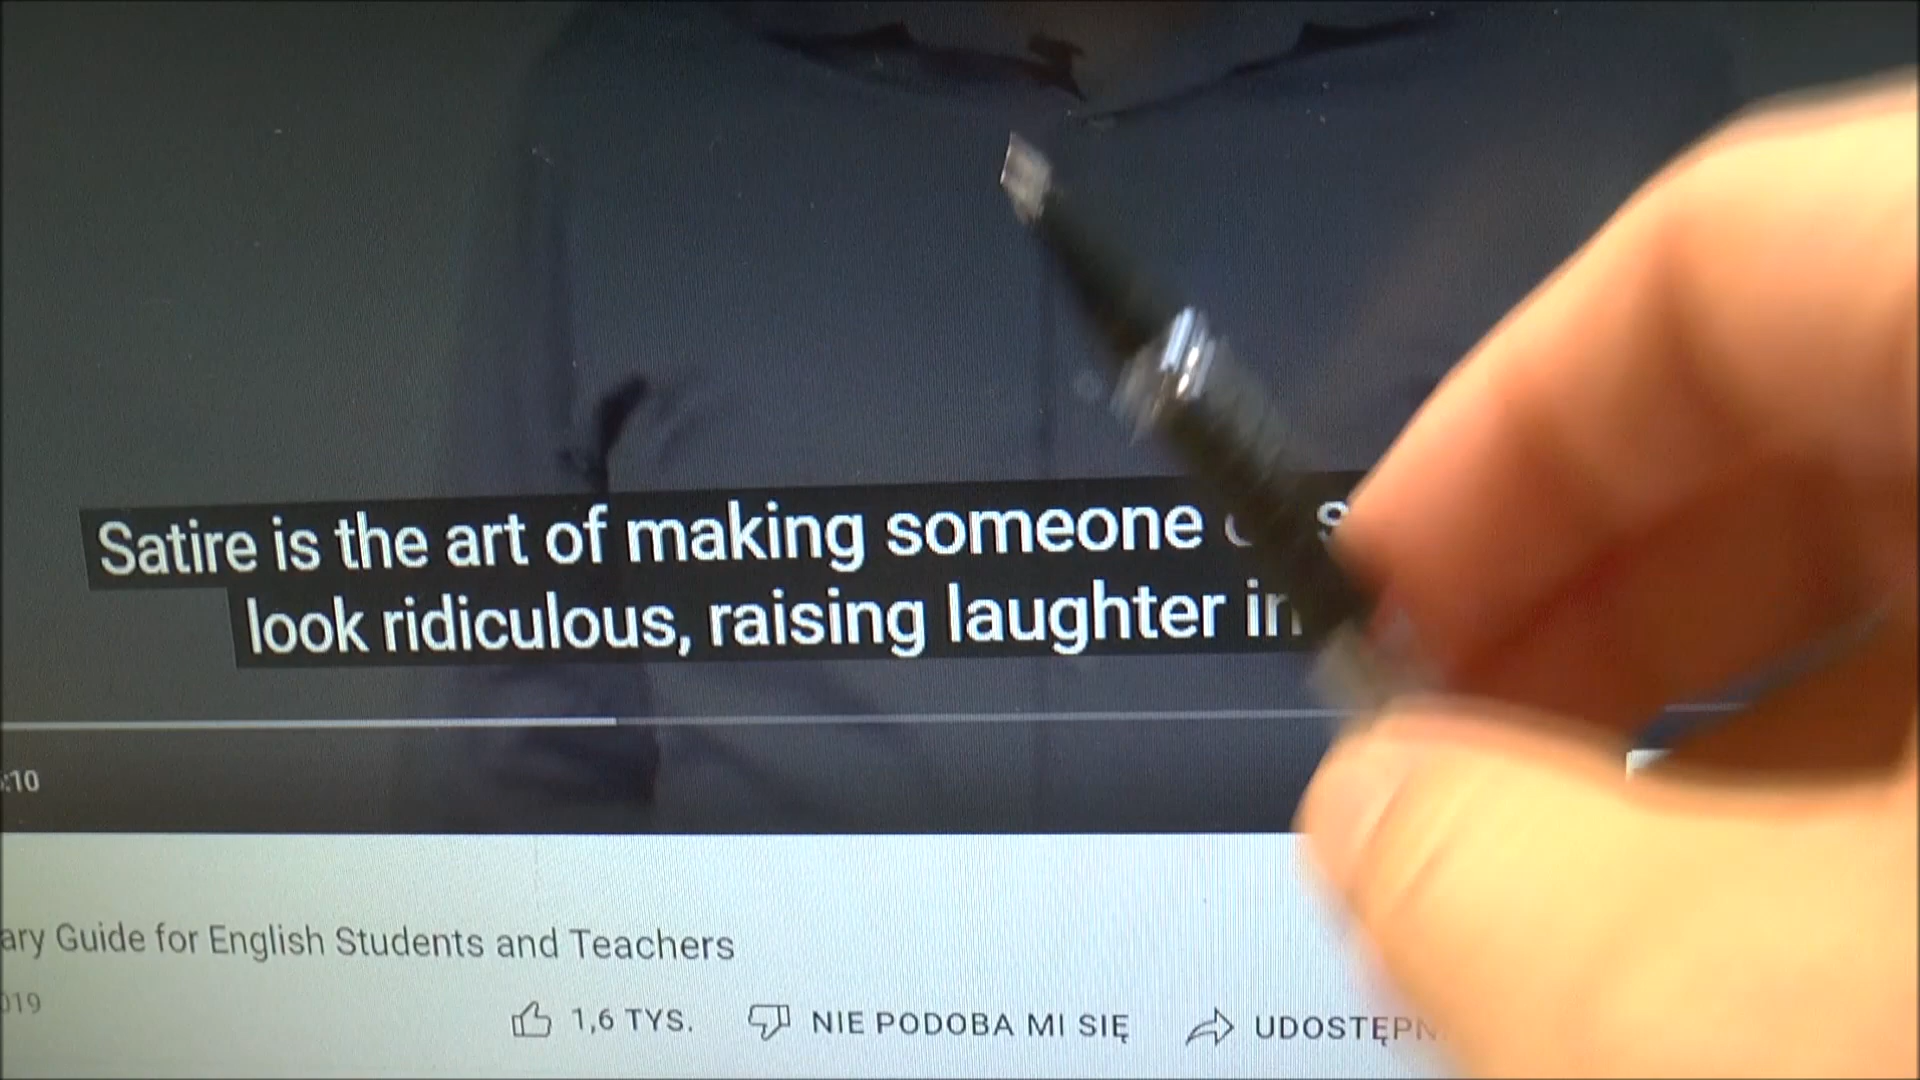 Satire is the art of making someone
look ridiculous, raising laughter in
:10
ary Guide for English Students and Teachers
019
1,6 TYS. NIE PODOBA MI SIĘ UDOSTĘPN